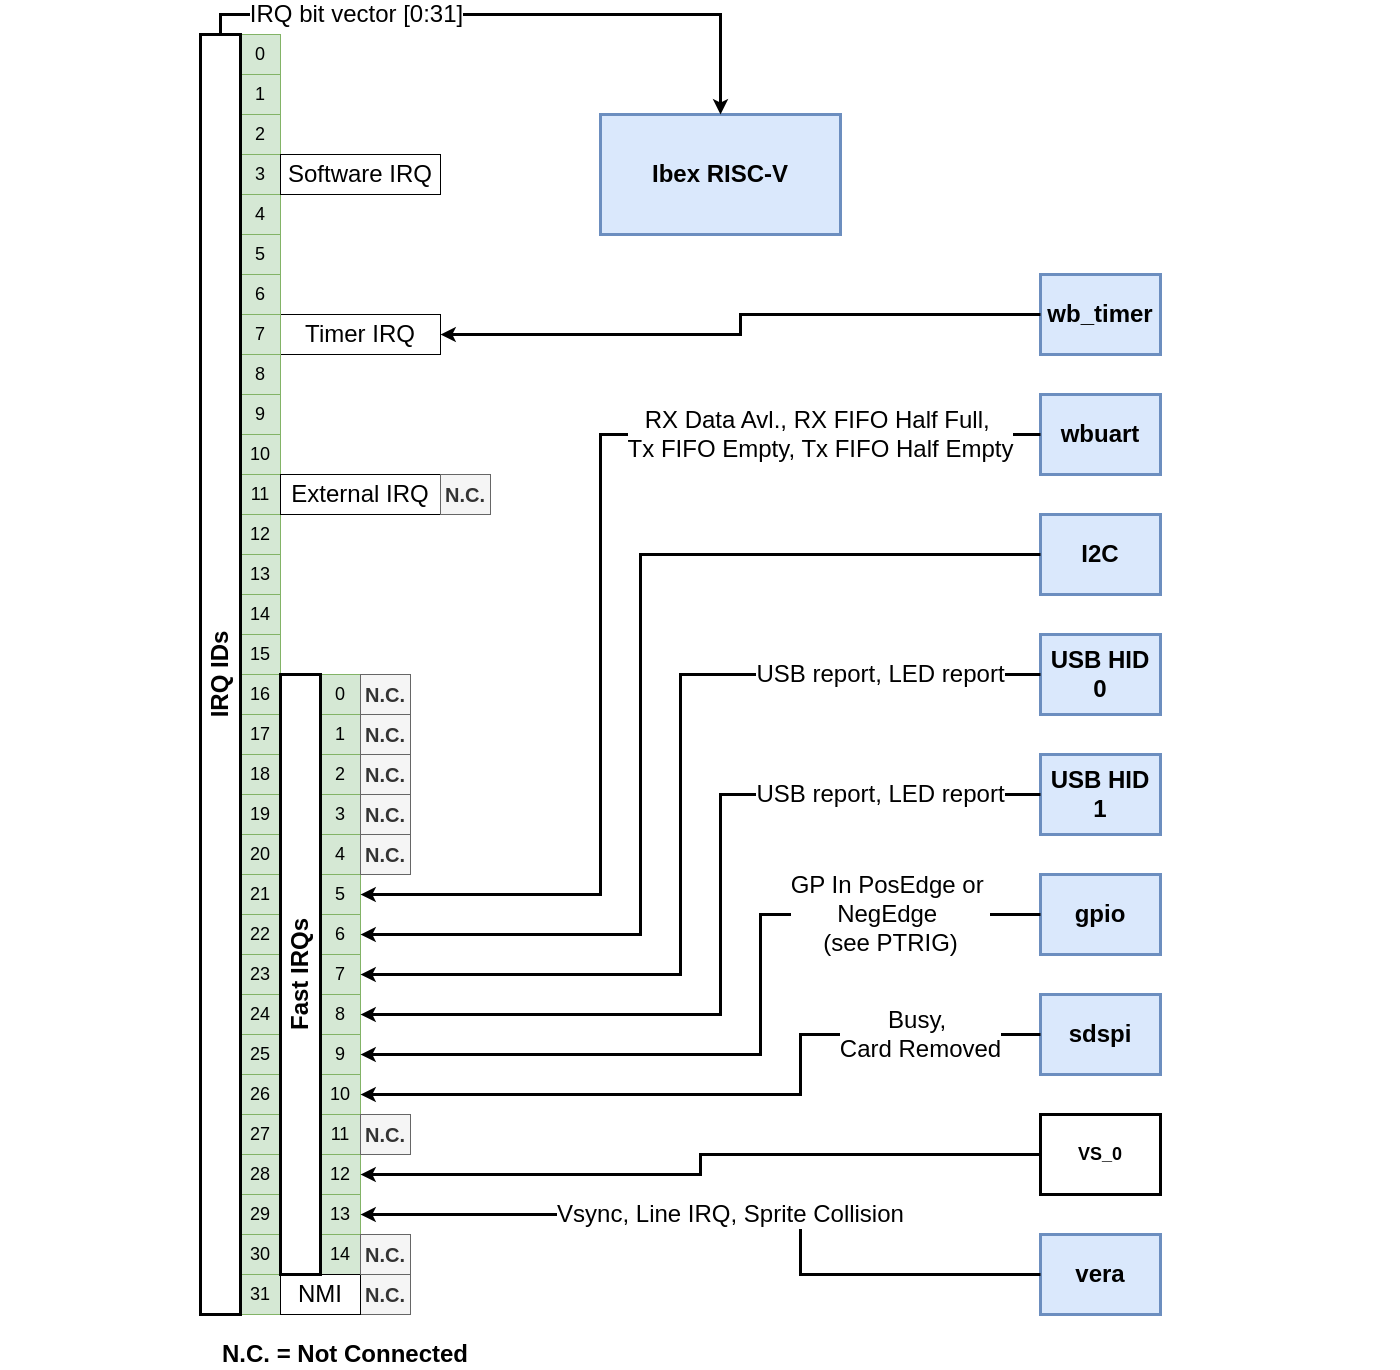 IRQ bit vector [0:31]
0
1
2
3 Software IRQ
Ibex RISC-V
4
5
6
7 Timer IRQ
wb_timer
8
9
10
RX Data Avl., RX FIFO Half Full,
Tx FIFO Empty, Tx FIFO Half Empty
wbuart
11 External IRQ N.C.
12
13
I2C
14
15
IRQ IDs
16 0 N.C.
USB report, LED report
USB HID
0
17 1 N.C.
18 2 N.C.
19 3 N.C.
USB report, LED report
USB HID
1
20 4 N.C.
21 5
22 6
GP In PosEdge or
NegEdge
(see PTRIG)
gpio
Fast IRQs
23 7
24 8
25 9
Busy,
Card Removed
sdspi
26 10
27 11 N.C.
28 12
VS_0
29 13
Vsync, Line IRQ, Sprite Collision
30 14 N.C.
vera
31 NMI N.C.
N.C. = Not Connected